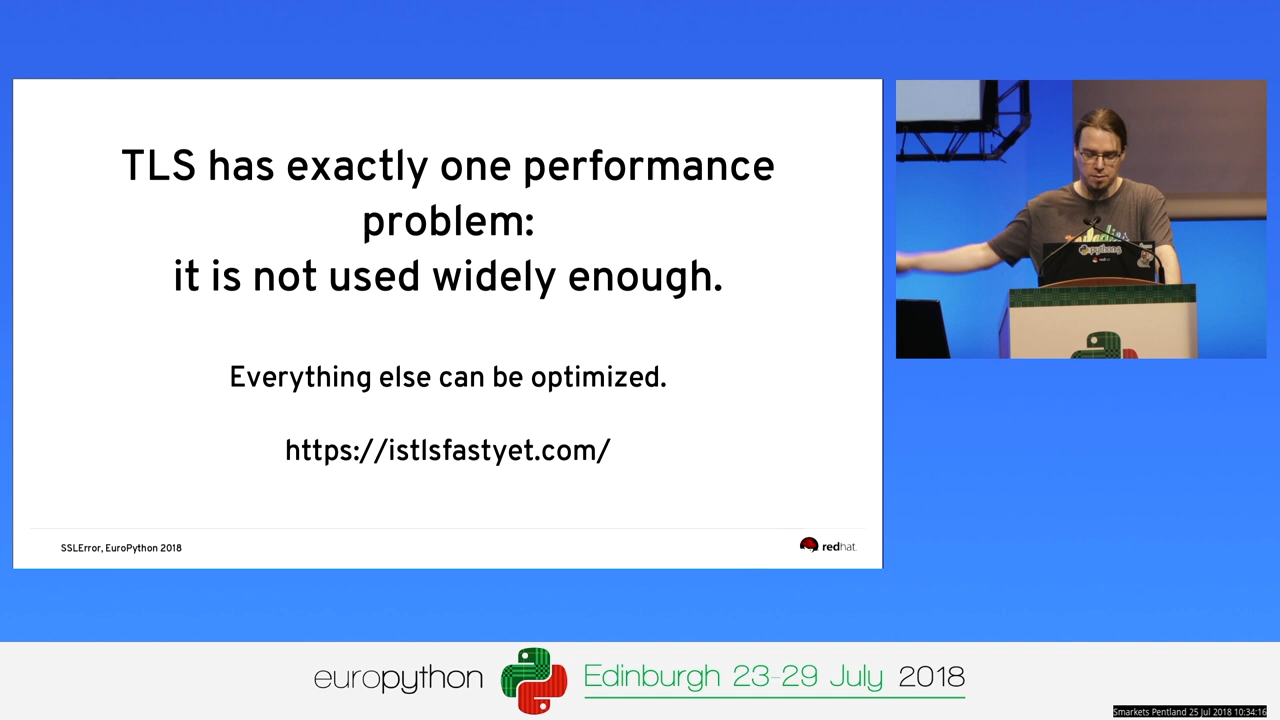 TLS has exactly one performance
problem:
it is not used widely enough.
Everything else can be optimized.
https://istlsfastyet.com/
SSLError, EuroPython 2018
redhat.
europython
Edinburgh 23-29 July 2018
Smarkets Pentland 25 Jul 2018 10:34:16